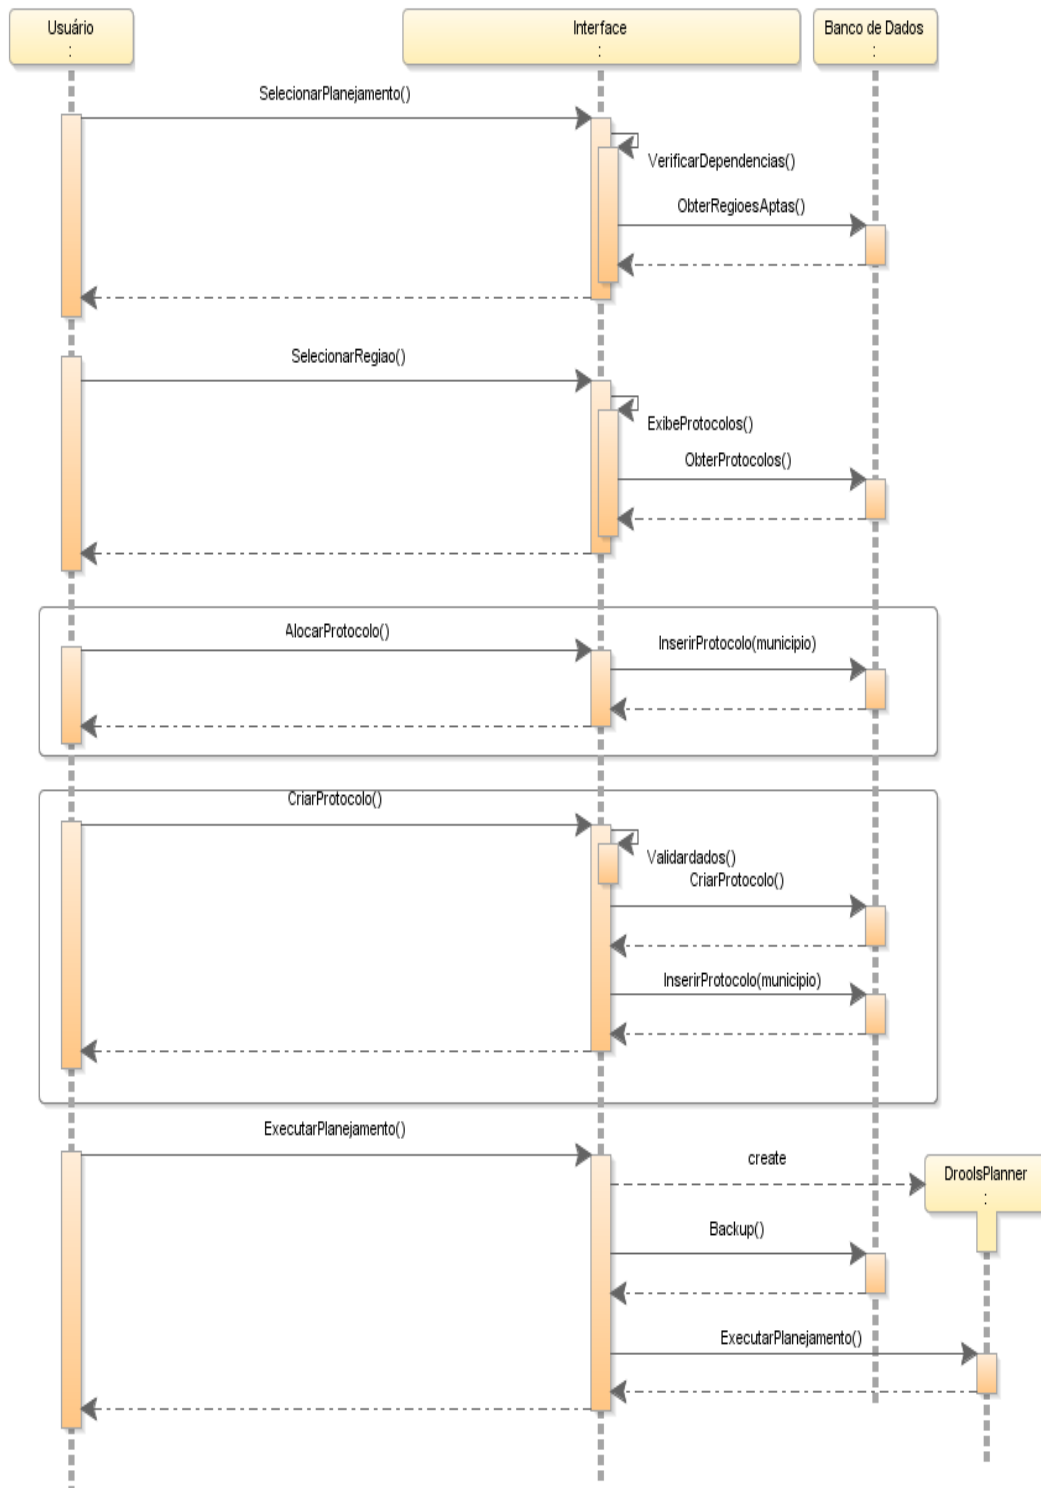 Usuário
:
Interface
:
Banco de Dados
:
SelecionarPlanejamento()
VerificarDependencias()
ObterRegioesAptas()
SelecionarRegiao()
ExibeProtocolos()
ObterProtocolos()
AlocarProtocolo()
InserirProtocolo(municipio)
CriarProtocolo()
Validardados()
CriarProtocolo()
InserirProtocolo(municipio)
ExecutarPlanejamento()
create
DroolsPlanner
:
Backup()
ExecutarPlanejamento()